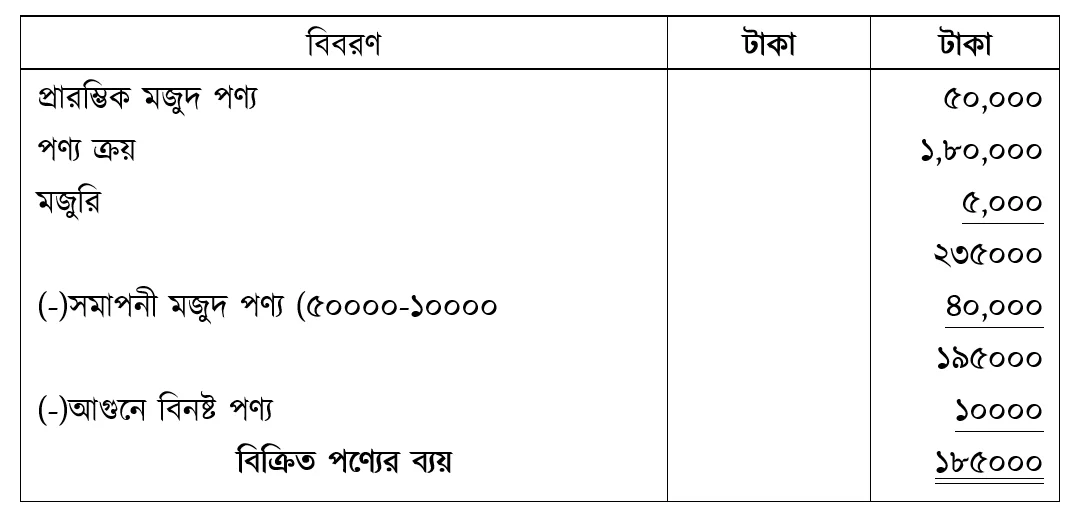 বিবরণ টাকা টাকা
প্রারম্ভিক মজুদ পণ্য ৫০,০০০
পণ্য ক্রয় ১,৮০,০০০
মজুরি ৫,০০০
২৩৫০০০
(-)সমাপনী মজুদ পণ্য (৫০০০০-১০০০০ ৪০,০০০
১৯৫০০০
(-)আগুনে বিনষ্ট পণ্য ১০০০০
বিক্রিত পণ্যের ব্যয় ১৮৫০০০